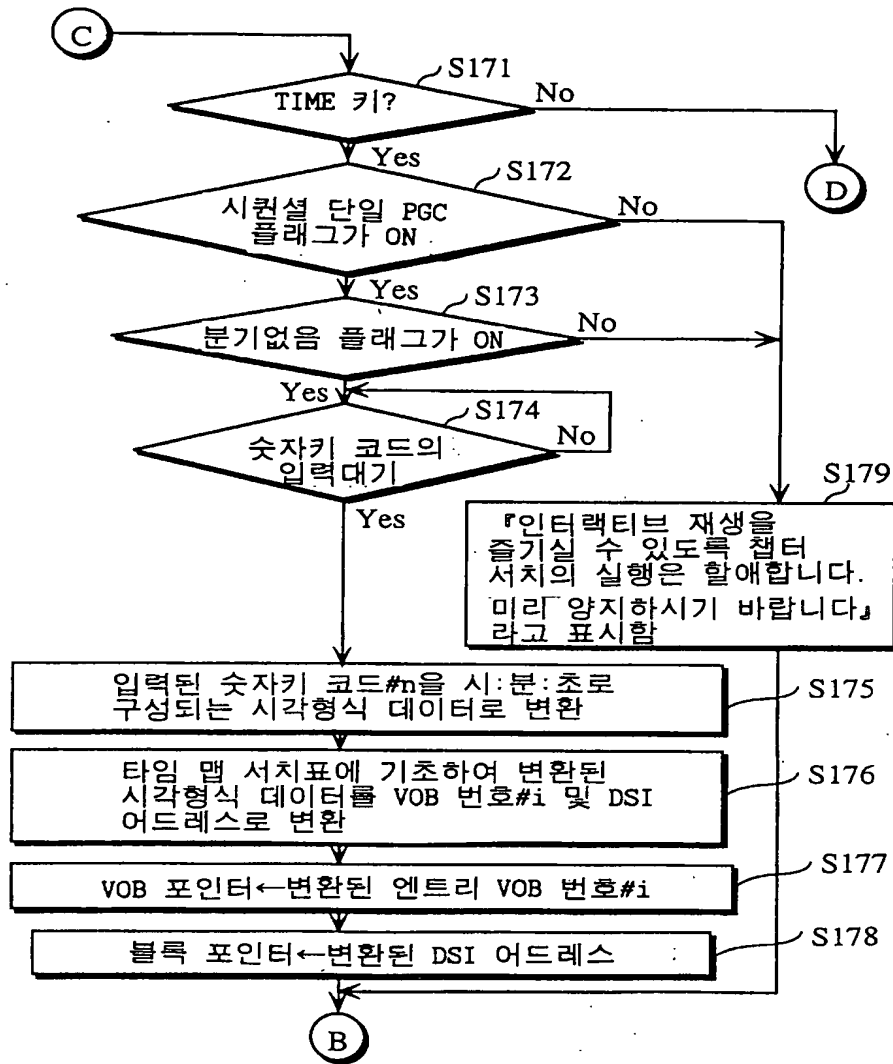 C
S171
TIME 키?
No
Yes
S172
D
시퀀셜 단일 PGC
플래그가 ON
No
Yes
S173
분기없음 플래그가 ON
No
Yes
S174
숫자키 코드의
입력대기
No
Yes
S179
『인터랙티브 재생을
즐기실 수 있도록 챕터
서치의 실행은 할애합니다.
미리 양지하시기 바랍니다』
라고 표시함
입력된 숫자키 코드#n을 시:분:초로
구성되는 시각형식 데이터로 변환
S175
타임 맵 서치표에 기초하여 변환된
시각형식 데이터를 VOB 번호#i 및 DSI
어드레스로 변환
S176
VOB 포인터←변환된 엔트리 VOB 번호#i
S177
블록 포인터←변환된 DSI 어드레스
S178
B